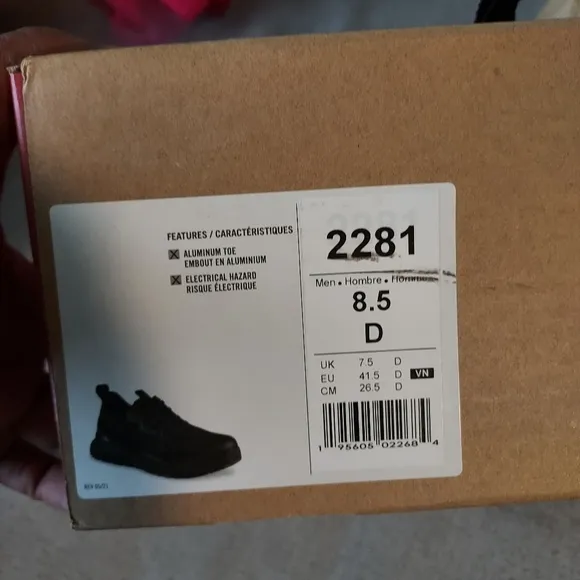 FEATURES / CARACTÉRISTIQUES
ALUMINUM TOE
EMBOUT EN ALUMINIUM
ELECTRICAL HAZARD
RISQUE ÉLECTRIQUE
2281
Men • Hombre • Homme
8.5
D
UK 7.5 D
EU 41.5 D VN
CM 26.5 D
1 95605 02268 4